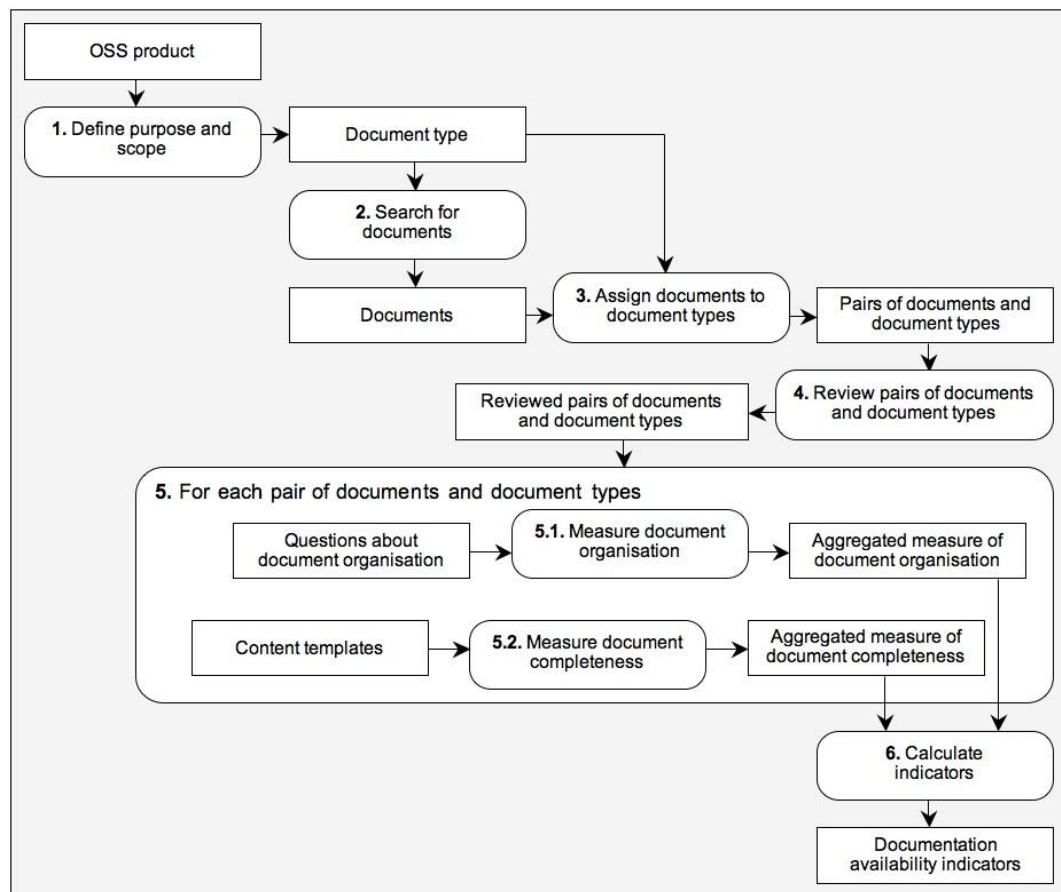 OSS product
1. Define purpose and
scope
Document type
2. Search for
documents
Documents
3. Assign documents to
document types
Pairs of documents and
document types
4. Review pairs of documents
and document types
Reviewed pairs of documents
and document types
5. For each pair of documents and document types
Questions about
document organisation
5.1. Measure document
organisation
Aggregated measure of
document organisation
Content templates
5.2. Measure document
completeness
Aggregated measure of
document completeness
6. Calculate
indicators
Documentation
availability indicators